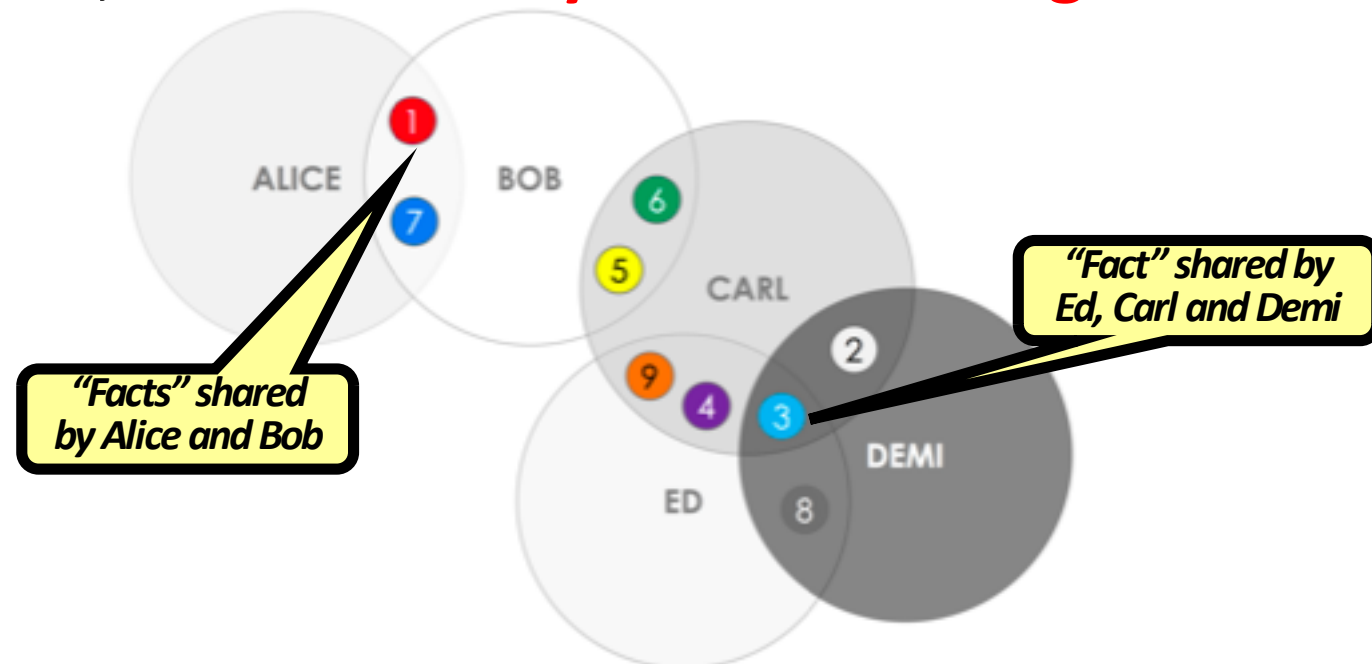 1
ALICE
BOB
7
6
5
CARL
“Fact” shared by
Ed, Carl and Demi
2
9
4
3
“Facts” shared
by Alice and Bob
DEMI
ED
8